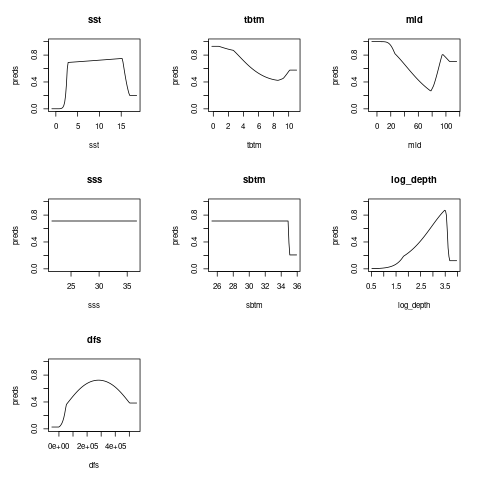 sst tbtm mld
preds 0.0 0.4 0.8 preds 0.0 0.4 0.8 preds 0.0 0.4 0.8
0 5 10 15 0 2 4 6 8 10 0 20 60 100
sst tbtm mld
sss sbtm log_depth
preds 0.0 0.4 0.8 preds 0.0 0.4 0.8 preds 0.0 0.4 0.8
25 30 35 26 28 30 32 34 36 0.5 1.5 2.5 3.5
sss sbtm log_depth
dfs
preds 0.0 0.4 0.8
0e+00 2e+05 4e+05
dfs